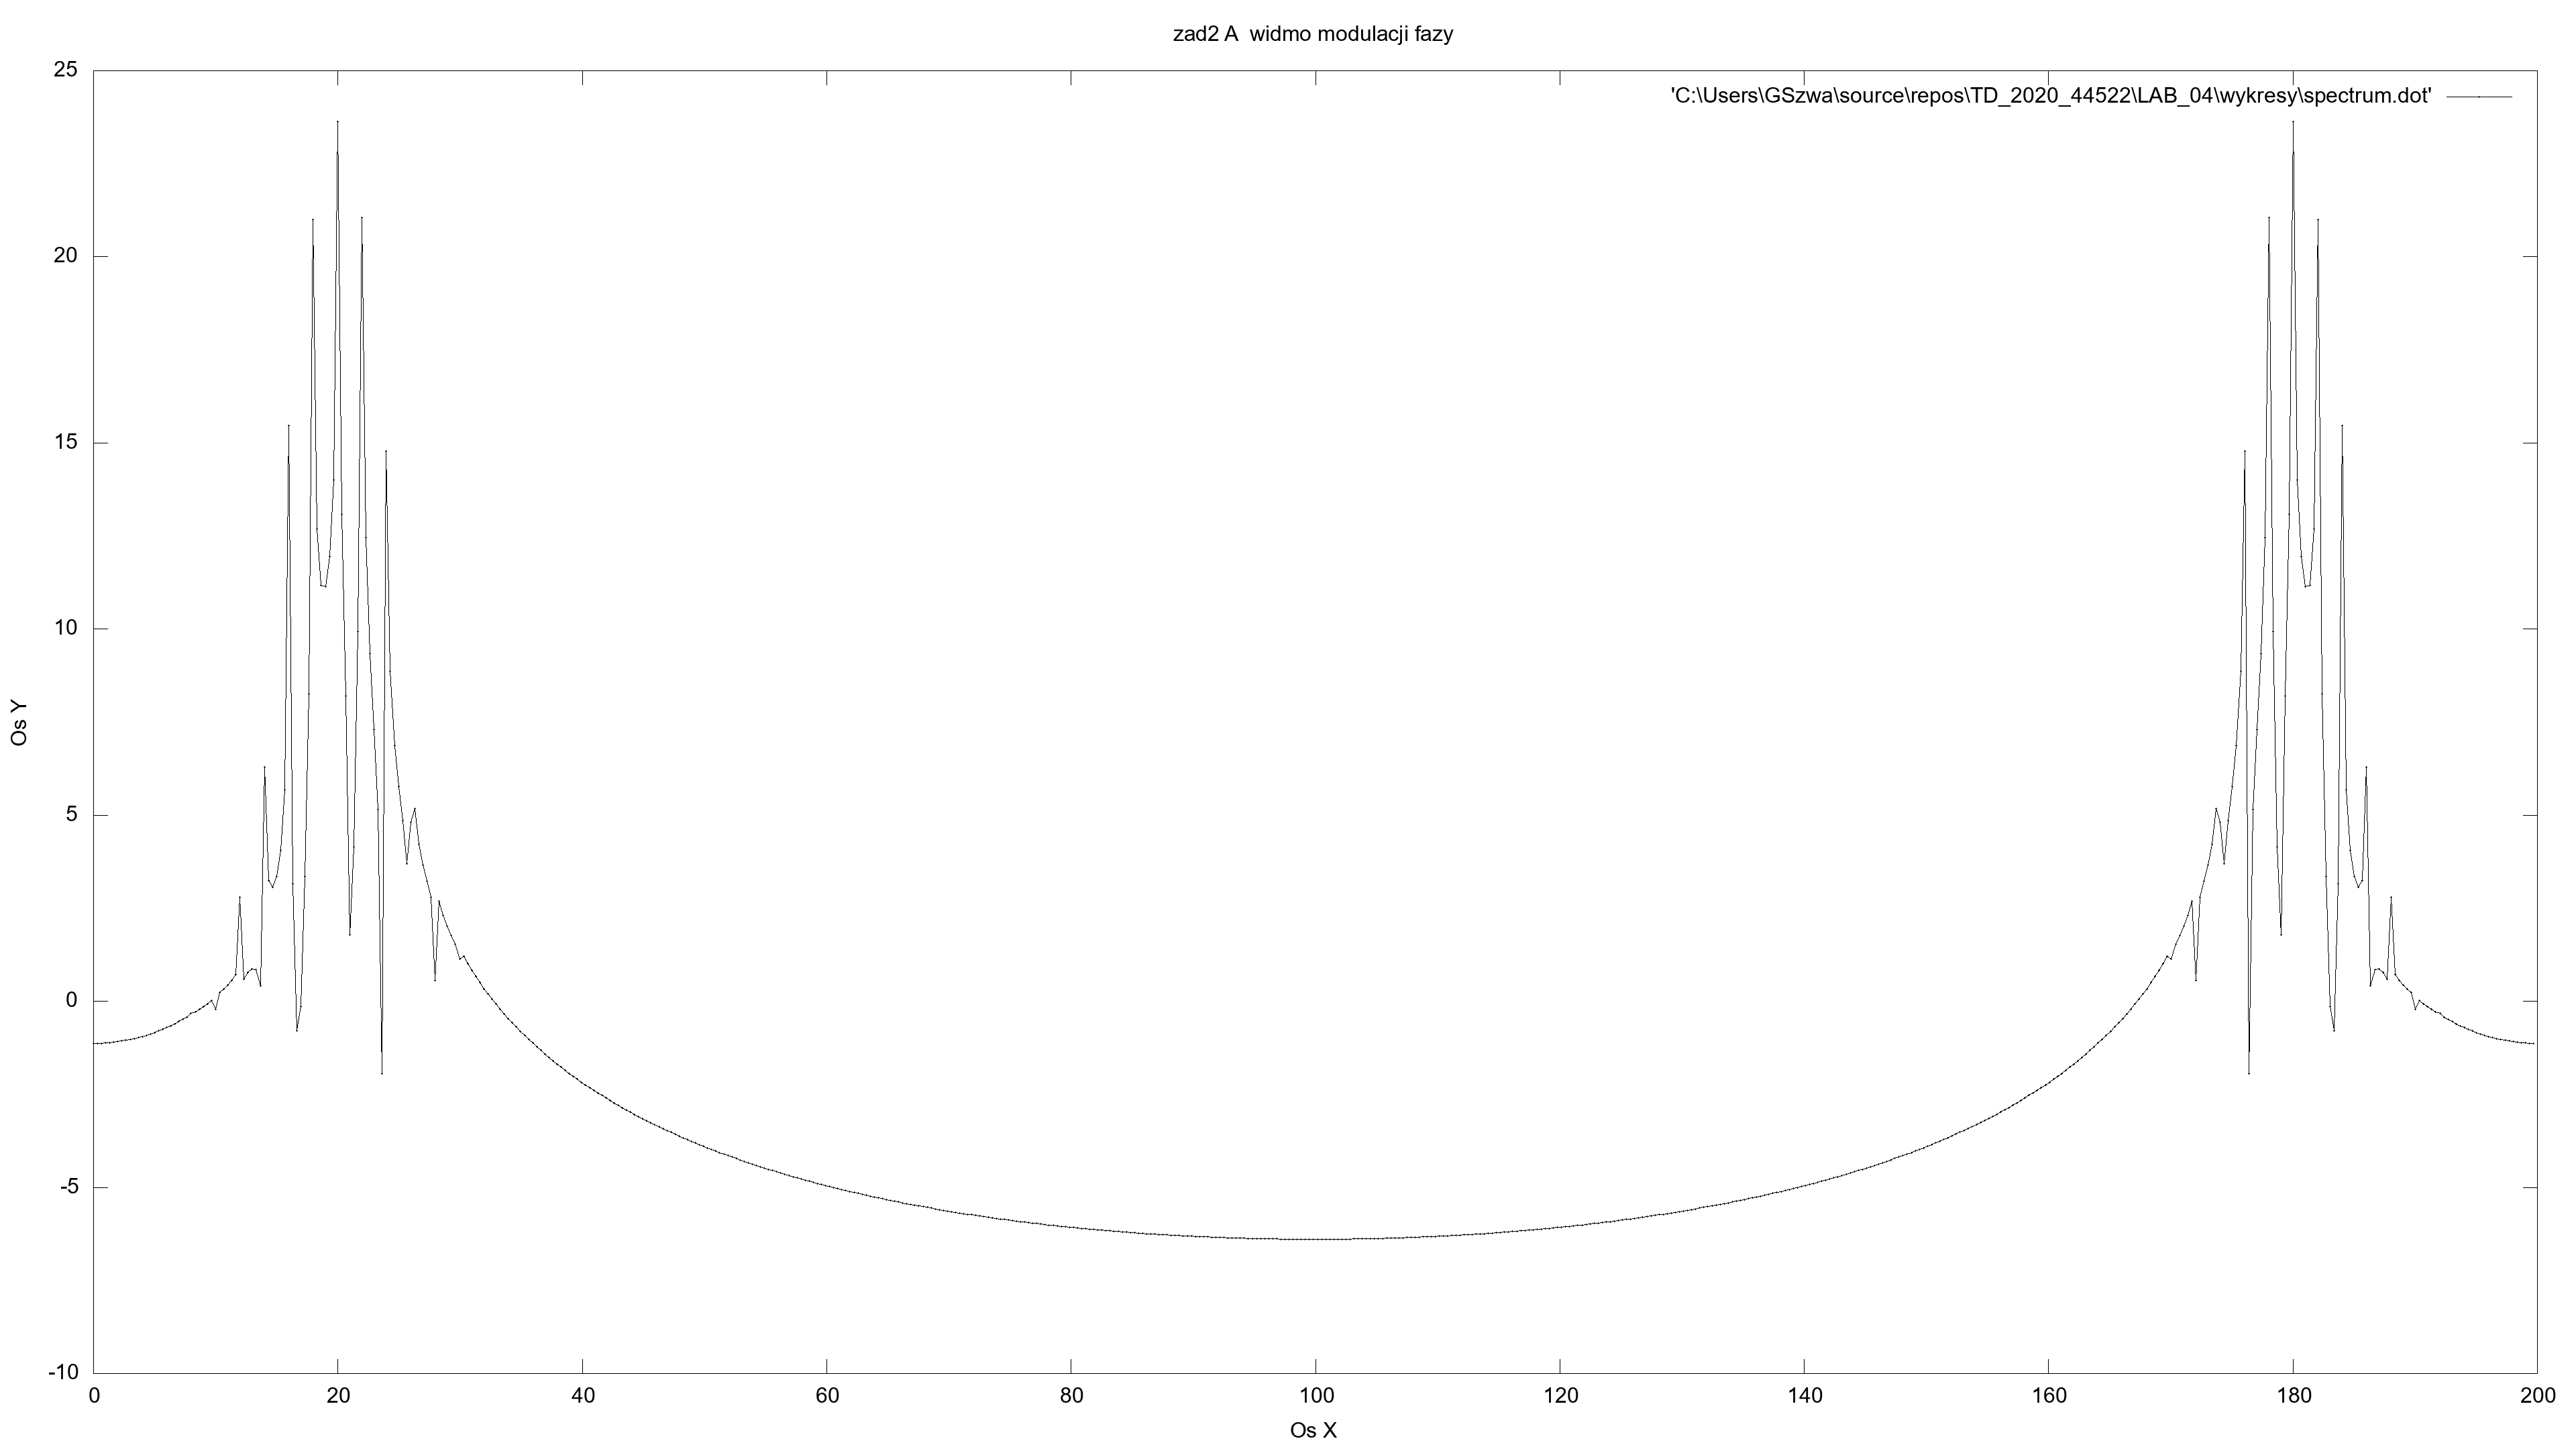 zad2 A  widmo modulacji fazy
'C:\Users\GSzwa\source\repos\TD_2020_44522\LAB_04\wykresy\spectrum.dot'
25
20
15
10
5
0
-5
-10
Os Y
0 20 40 60 80 100 120 140 160 180 200
Os X